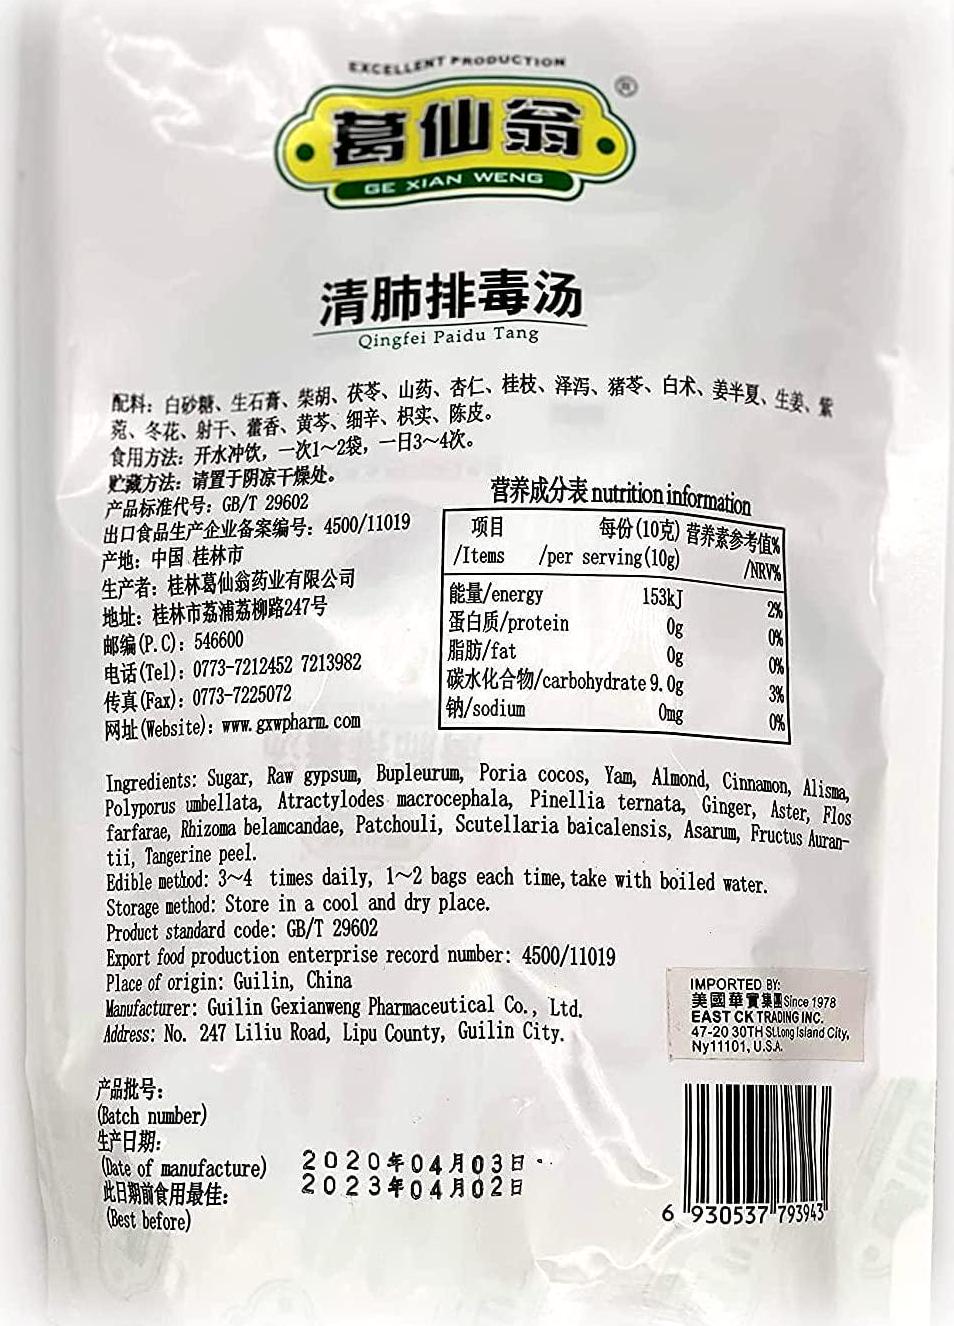 EXCELLENT PRODUCTION
葛仙翁
®
GE XIAN WENG
清肺排毒汤
Qingfei Paidu Tang
配料：白砂糖、生石膏、柴胡、茯苓、山药、杏仁、桂枝、泽泻、猪苓、白术、姜半夏、生姜、紫
菀、冬花、射干、藿香、黄芩、细辛、枳实、陈皮。
食用方法：开水冲饮，一次1～2袋，一日3～4次。
贮藏方法：请置于阴凉干燥处。
产品标准代号：GB/T 29602
出口食品生产企业备案编号：4500/11019
产地：中国 桂林市
生产者：桂林葛仙翁药业有限公司
地址：桂林市荔浦荔柳路247号
邮编(P.C)：546600
电话(Tel)：0773-7212452 7213982
传真(Fax)：0773-7225072
网址(Website)：www.gxwpharm.com
营养成分表 nutrition information
项目 每份(10克) 营养素参考值%
/Items /per serving(10g) /NRV%
能量/energy 153kJ 2%
蛋白质/protein 0g 0%
脂肪/fat 0g 0%
碳水化合物/carbohydrate 9.0g 3%
钠/sodium 0mg 0%
Ingredients: Sugar, Raw gypsum, Bupleurum, Poria cocos, Yam, Almond, Cinnamon, Alisma,
Polyporus umbellata, Atractylodes macrocephala, Pinellia ternata, Ginger, Aster, Flos
farfarae, Rhizoma belamcandae, Patchouli, Scutellaria baicalensis, Asarum, Fructus Auran-
tii, Tangerine peel.
Edible method: 3～4 times daily, 1～2 bags each time, take with boiled water.
Storage method: Store in a cool and dry place.
Product standard code: GB/T 29602
Export food production enterprise record number: 4500/11019
Place of origin: Guilin, China
Manufacturer: Guilin Gexianweng Pharmaceutical Co., Ltd.
Address: No. 247 Liliu Road, Lipu County, Guilin City.
IMPORTED BY:
美國華實集團 Since 1978
EAST CK TRADING INC.
47-20 30TH St.Long Island City,
Ny11101, U.S.A.
产品批号：
(Batch number)
生产日期：
(Date of manufacture) 2020年04月03日
此日期前食用最佳： 2023年04月02日
(Best before)
6 930537 793943